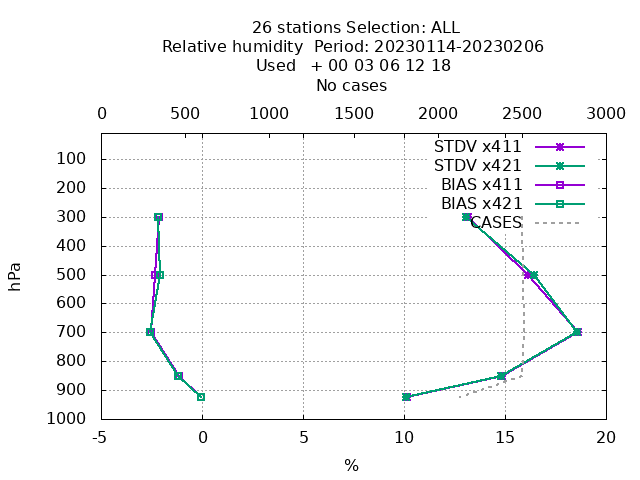 26 stations Selection: ALL
Relative humidity  Period: 20230114-20230206
Used   + 00 03 06 12 18
No cases
0 500 1000 1500 2000 2500 3000
STDV x411
STDV x421
BIAS x411
BIAS x421
CASES
100
200
300
400
500
600
700
800
900
1000
hPa
-5 0 5 10 15 20
%